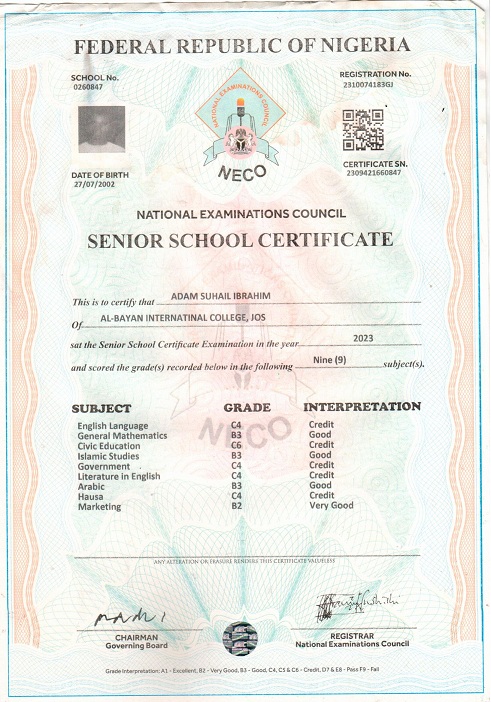 FEDERAL REPUBLIC OF NIGERIA
SCHOOL No.
0260847
REGISTRATION No.
2310074183GJ
NATIONAL EXAMINATIONS COUNCIL
NECO
DATE OF BIRTH
27/07/2002
CERTIFICATE SN.
2309421660847
NATIONAL EXAMINATIONS COUNCIL
SENIOR SCHOOL CERTIFICATE
This is to certify that ADAM SUHAIL IBRAHIM
Of AL-BAYAN INTERNATINAL COLLEGE, JOS
sat the Senior School Certificate Examination in the year 2023
and scored the grade(s) recorded below in the following Nine (9) subject(s).
SUBJECT GRADE INTERPRETATION
English Language C4 Credit
General Mathematics B3 Good
Civic Education C6 Credit
Islamic Studies B3 Good
Government C4 Credit
Literature in English C4 Credit
Arabic B3 Good
Hausa C4 Credit
Marketing B2 Very Good
NECO
ANY ALTERATION OR ERASURE RENDERS THIS CERTIFICATE VALUELESS
CHAIRMAN
Governing Board
REGISTRAR
National Examinations Council
Grade Interpretation: A1 - Excellent, B2 - Very Good, B3 - Good, C4, C5 & C6 - Credit, D7 & E8 - Pass F9 - Fail